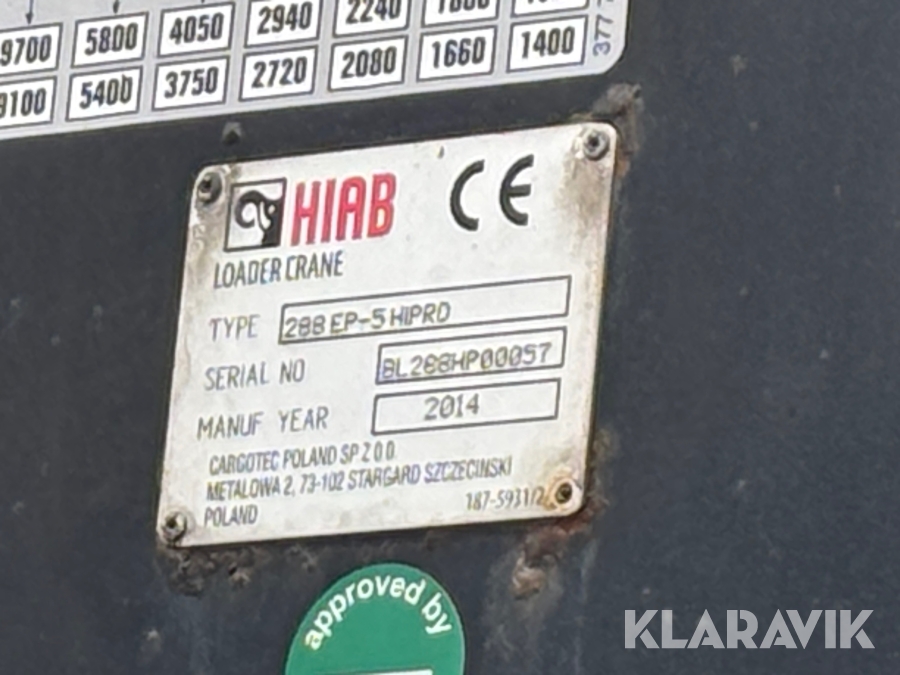 9700 5800 4050 2940 2240
5400 3750 2720 2080 1660 1400
377
HIAB CE
LOADER CRANE
TYPE 288 EP-5 HIPRO
SERIAL NO BL288HP00057
MANUF YEAR 2014
CARGOTEC POLAND SP Z O O
METALOWA 2, 73-102 STARGARD SZCZECINSKI
POLAND 187-5931/2
approved by
KLARAVIK